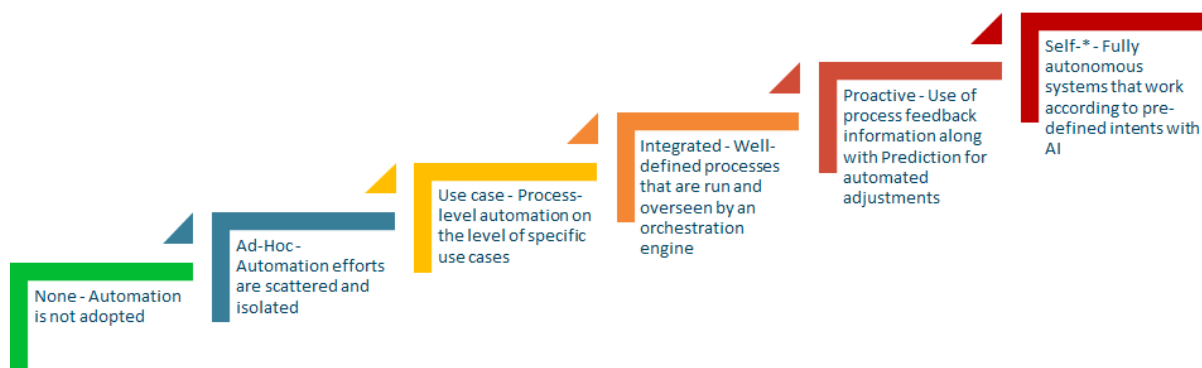 None - Automation
is not adopted
Ad-Hoc -
Automation efforts
are scattered and
isolated
Use case - Process-
level automation on
the level of specific
use cases
Integrated - Well-
defined processes
that are run and
overseen by an
orchestration
engine
Proactive - Use of
process feedback
information along
with Prediction for
automated
adjustments
Self-* - Fully
autonomous
systems that work
according to pre-
defined intents with
AI